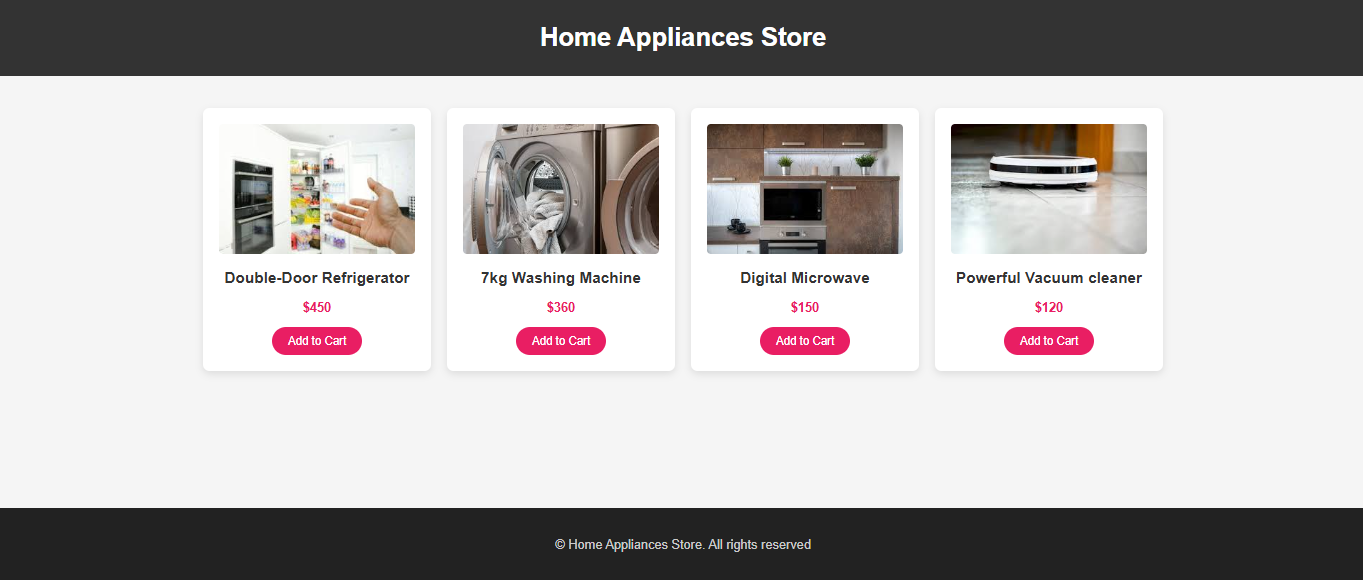 Home Appliances Store
Double-Door Refrigerator
$450
Add to Cart
7kg Washing Machine
$360
Add to Cart
Digital Microwave
$150
Add to Cart
Powerful Vacuum cleaner
$120
Add to Cart
© Home Appliances Store. All rights reserved